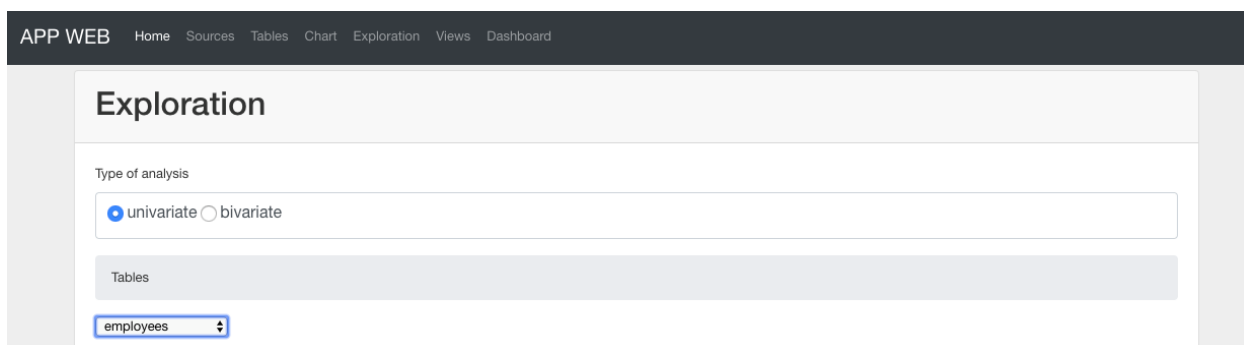 APP WEB Home Sources Tables Chart Exploration Views Dashboard
Exploration
Type of analysis
univariate bivariate
Tables
employees